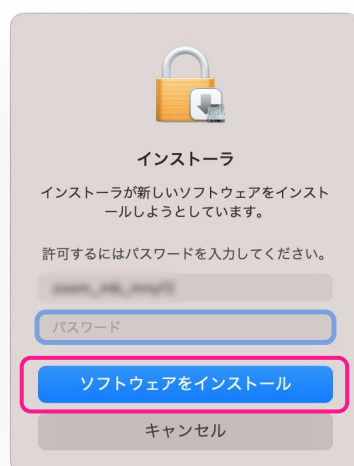 インストーラ
インストーラが新しいソフトウェアをインスト
ールしようとしています。
許可するにはパスワードを入力してください。
パスワード
ソフトウェアをインストール
キャンセル